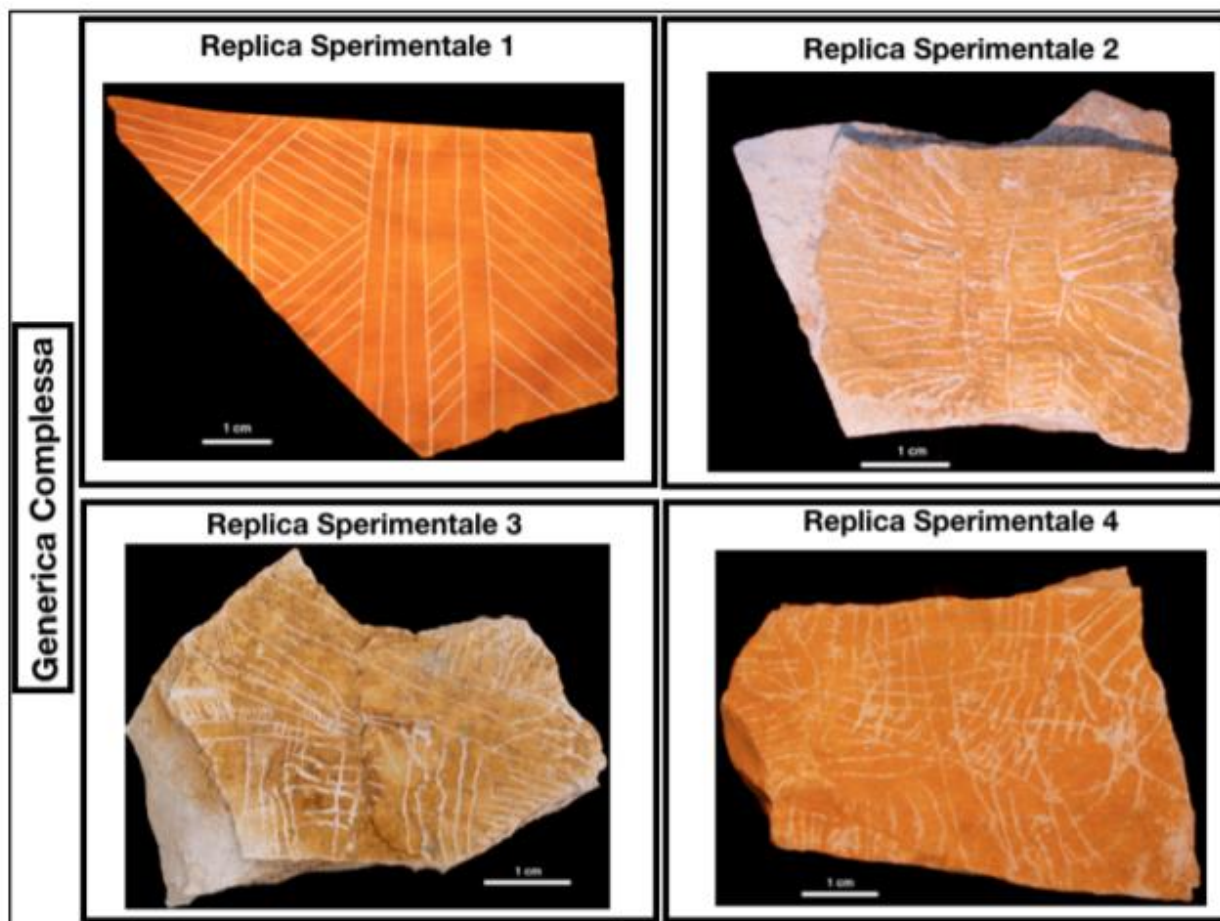 Generica Complessa
Replica Sperimentale 1
1 cm
Replica Sperimentale 2
1 cm
Replica Sperimentale 3
1 cm
Replica Sperimentale 4
1 cm